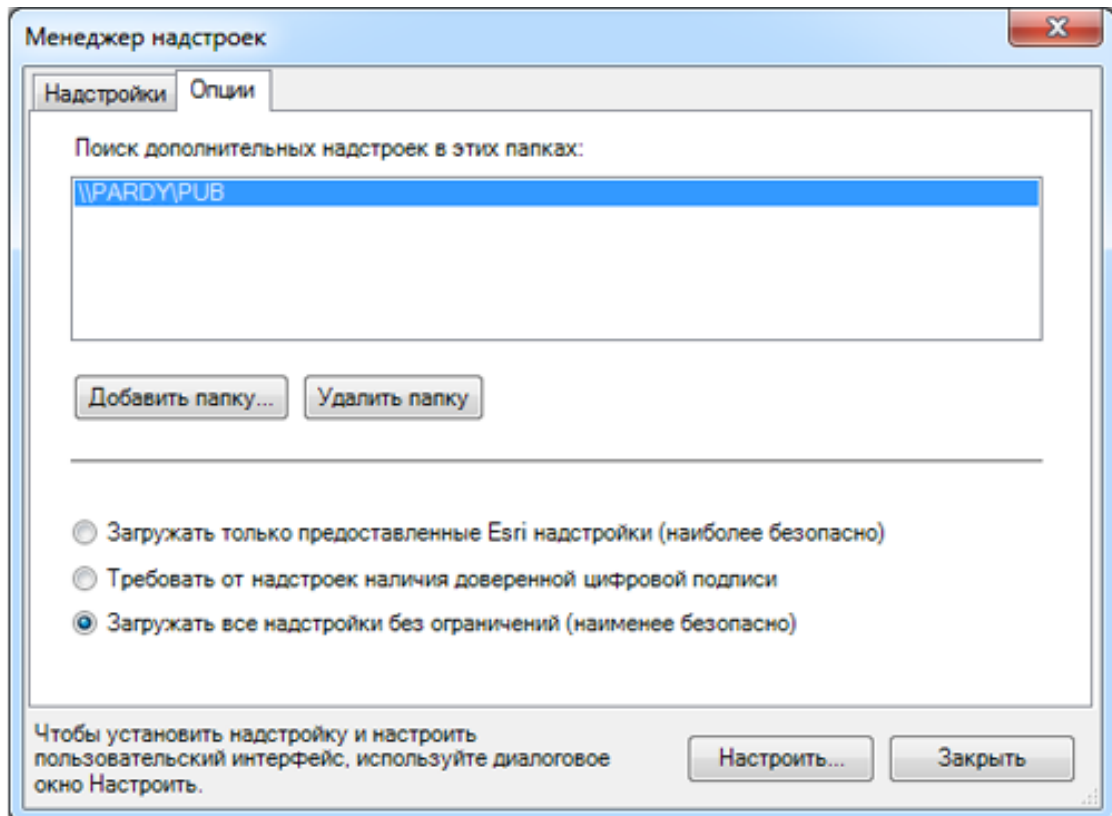 Менеджер надстроек
Надстройки Опции
Поиск дополнительных надстроек в этих папках:
\\PARDY\PUB
Добавить папку... Удалить папку
Загружать только предоставленные Esri надстройки (наиболее безопасно)
Требовать от надстроек наличия доверенной цифровой подписи
Загружать все надстройки без ограничений (наименее безопасно)
Чтобы установить надстройку и настроить
пользовательский интерфейс, используйте диалоговое
окно Настроить.
Настроить... Закрыть